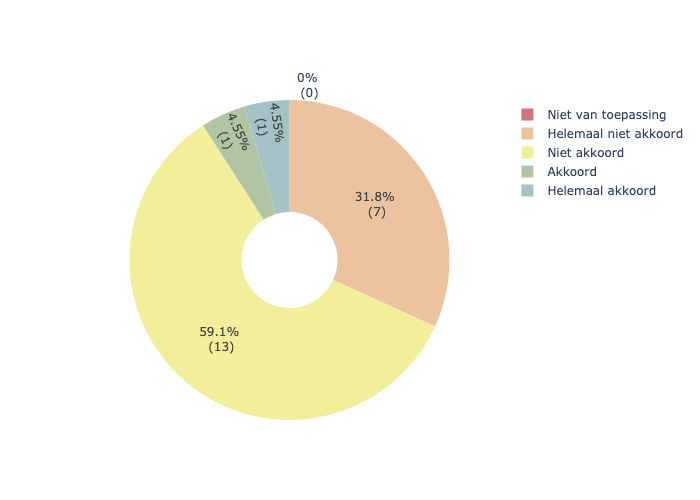 0%
(0)
4.55%
(1)
4.55%
(1)
31.8%
(7)
59.1%
(13)
Niet van toepassing
Helemaal niet akkoord
Niet akkoord
Akkoord
Helemaal akkoord